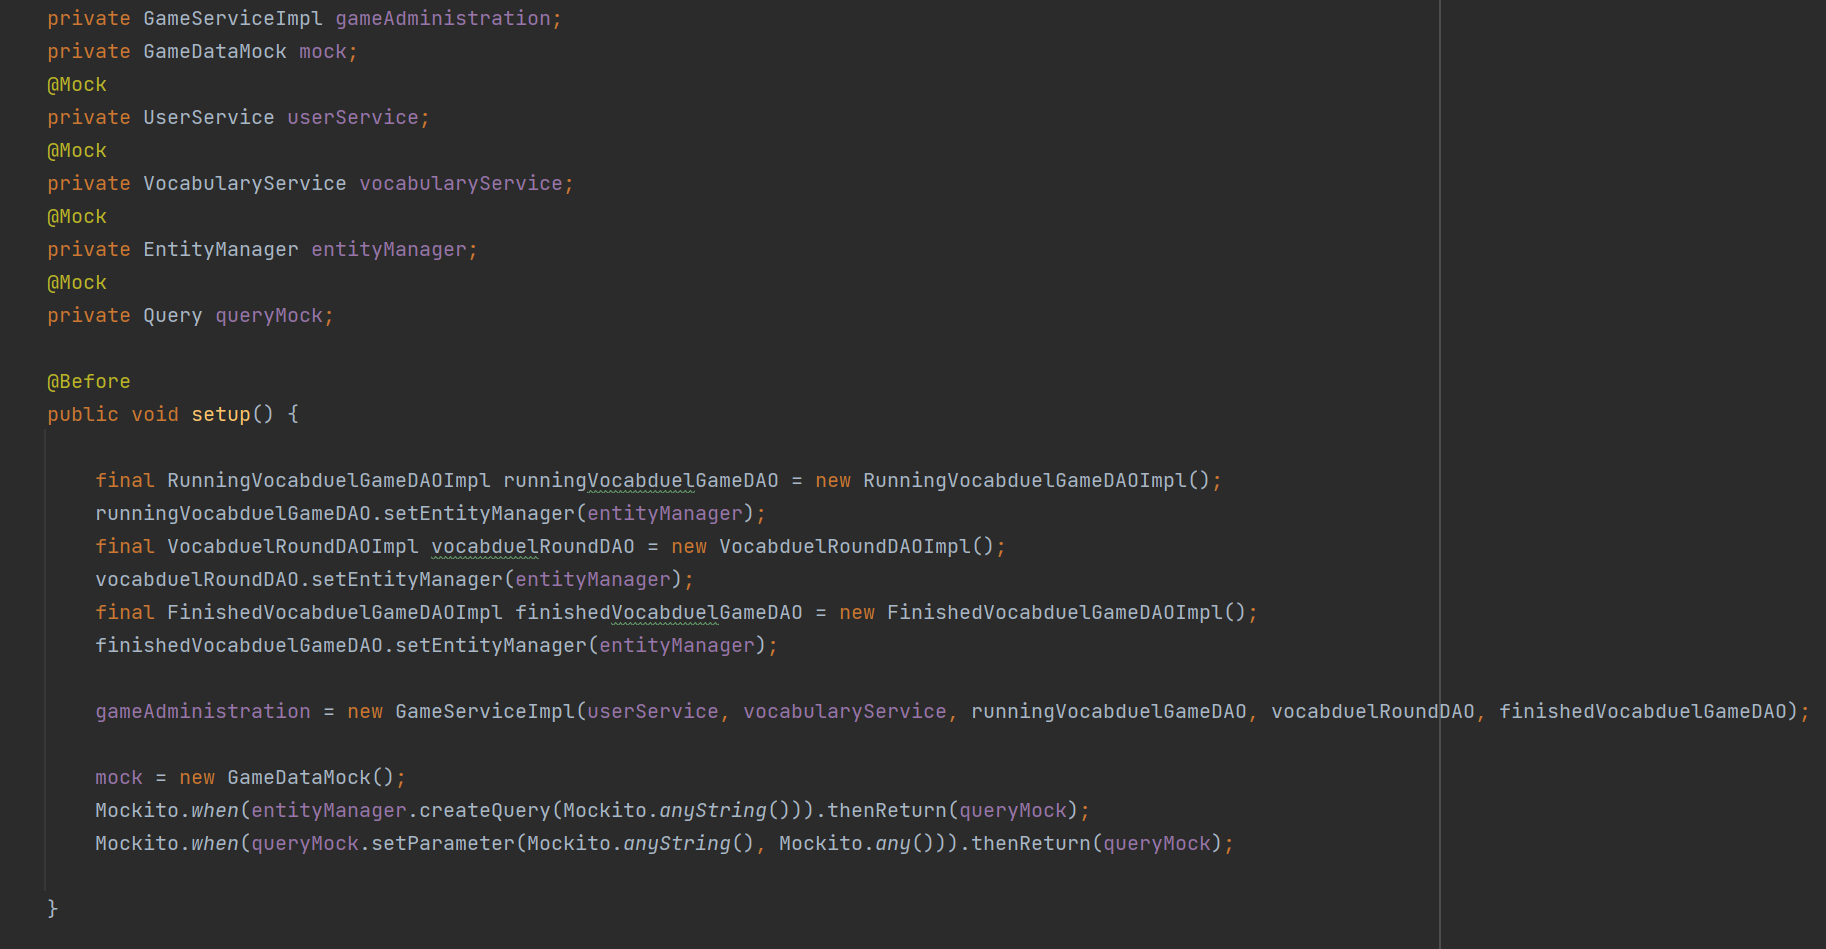 private GameServiceImpl gameAdministration;
private GameDataMock mock;
@Mock
private UserService userService;
@Mock
private VocabularyService vocabularyService;
@Mock
private EntityManager entityManager;
@Mock
private Query queryMock;
@Before
public void setup() {
final RunningVocabduelGameDAOImpl runningVocabduelGameDAO = new RunningVocabduelGameDAOImpl();
runningVocabduelGameDAO.setEntityManager(entityManager);
final VocabduelRoundDAOImpl vocabduelRoundDAO = new VocabduelRoundDAOImpl();
vocabduelRoundDAO.setEntityManager(entityManager);
final FinishedVocabduelGameDAOImpl finishedVocabduelGameDAO = new FinishedVocabduelGameDAOImpl();
finishedVocabduelGameDAO.setEntityManager(entityManager);
gameAdministration = new GameServiceImpl(userService, vocabularyService, runningVocabduelGameDAO, vocabduelRoundDAO, finishedVocabduelGameDAO);
mock = new GameDataMock();
Mockito.when(entityManager.createQuery(Mockito.anyString())).thenReturn(queryMock);
Mockito.when(queryMock.setParameter(Mockito.anyString(), Mockito.any())).thenReturn(queryMock);
}